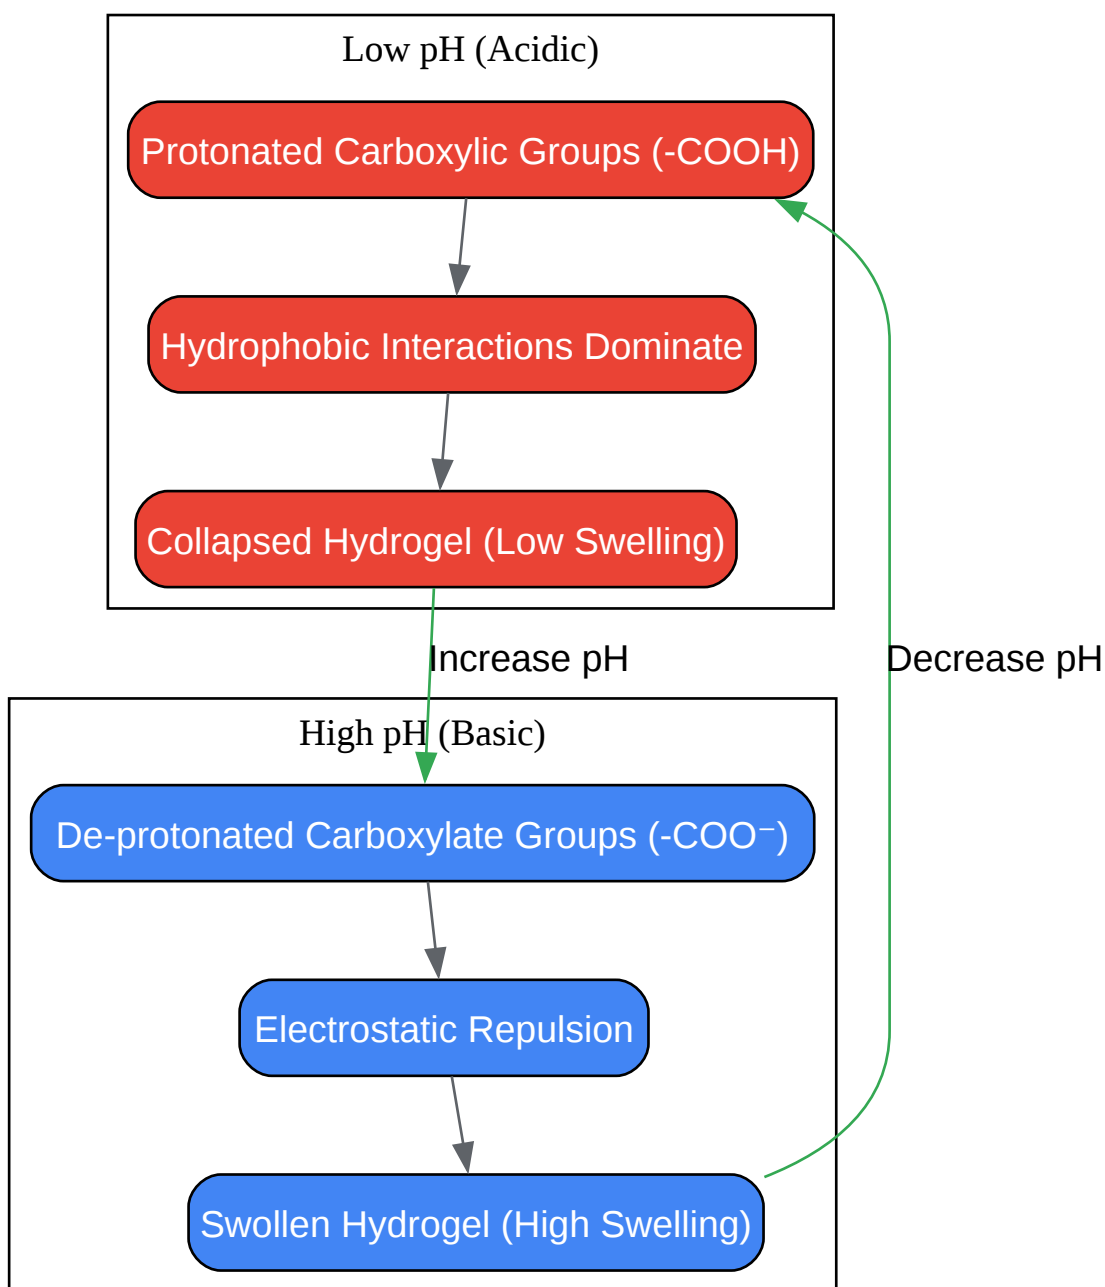 Low pH (Acidic)
Protonated Carboxylic Groups (-COOH)
Hydrophobic Interactions Dominate
Collapsed Hydrogel (Low Swelling)
Increase pH
Decrease pH
High pH (Basic)
De-protonated Carboxylate Groups (-COO⁻)
Electrostatic Repulsion
Swollen Hydrogel (High Swelling)